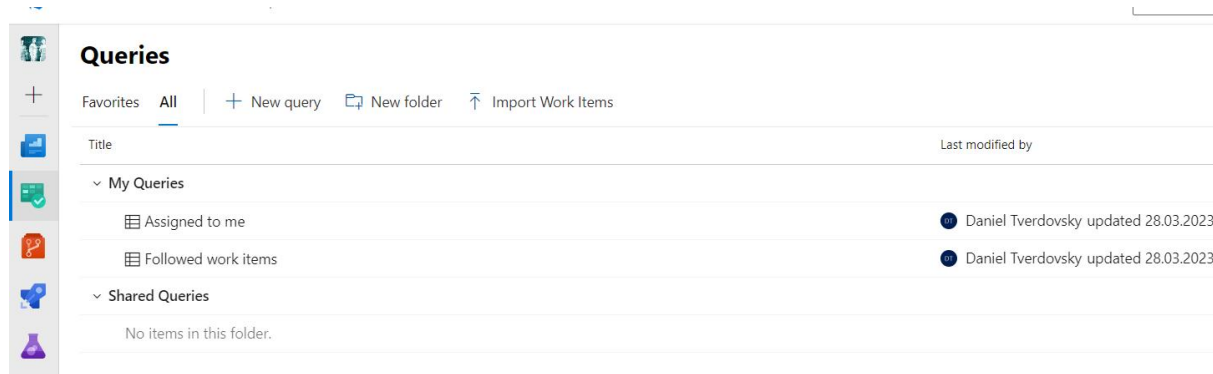 Queries
Favorites All New query New folder Import Work Items
Title Last modified by
My Queries
Assigned to me DT Daniel Tverdovsky updated 28.03.2023
Followed work items DT Daniel Tverdovsky updated 28.03.2023
Shared Queries
No items in this folder.